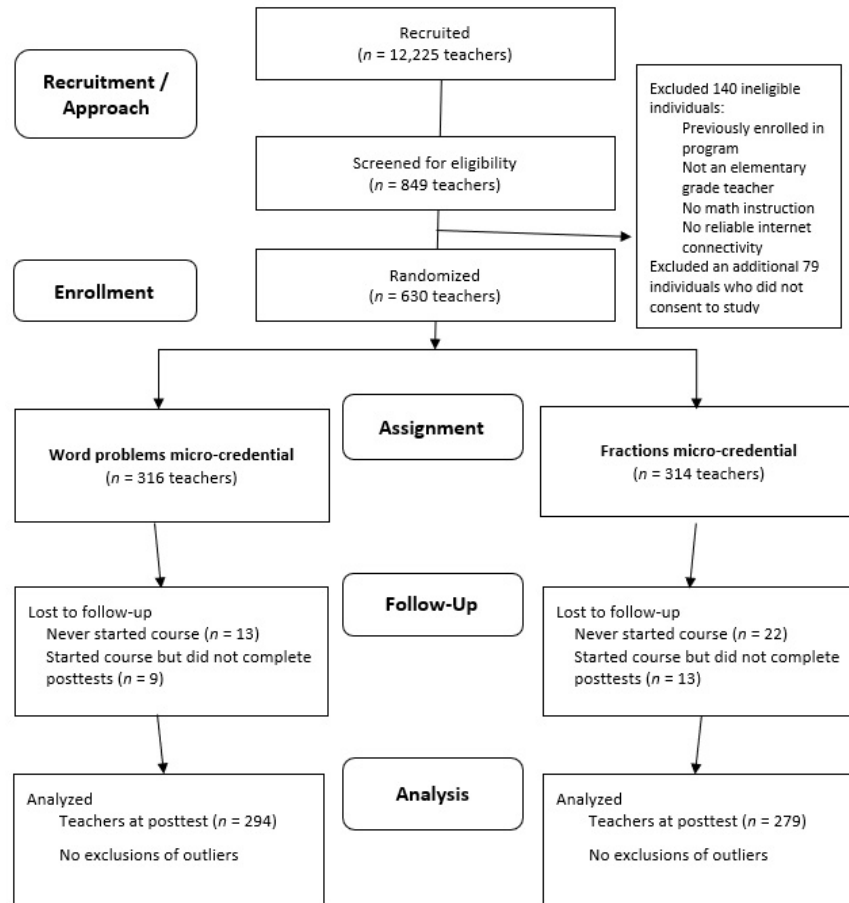 Recruited
(n = 12,225 teachers)
Recruitment /
Approach
Excluded 140 ineligible
individuals:
Previously enrolled in
program
Not an elementary
grade teacher
No math instruction
No reliable internet
connectivity
Excluded an additional 79
individuals who did not
consent to study
Screened for eligibility
(n = 849 teachers)
Enrollment
Randomized
(n = 630 teachers)
Assignment
Word problems micro-credential
(n = 316 teachers)
Fractions micro-credential
(n = 314 teachers)
Follow-Up
Lost to follow-up
Never started course (n = 13)
Started course but did not complete
posttests (n = 9)
Lost to follow-up
Never started course (n = 22)
Started course but did not complete
posttests (n = 13)
Analysis
Analyzed
Teachers at posttest (n = 294)
No exclusions of outliers
Analyzed
Teachers at posttest (n = 279)
No exclusions of outliers